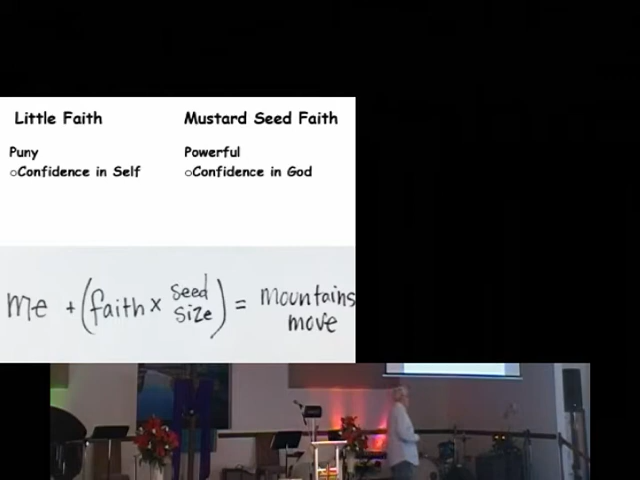 Little Faith
Puny
○Confidence in Self
Mustard Seed Faith
Powerful
○Confidence in God
me + (faith x seed size) = mountains move